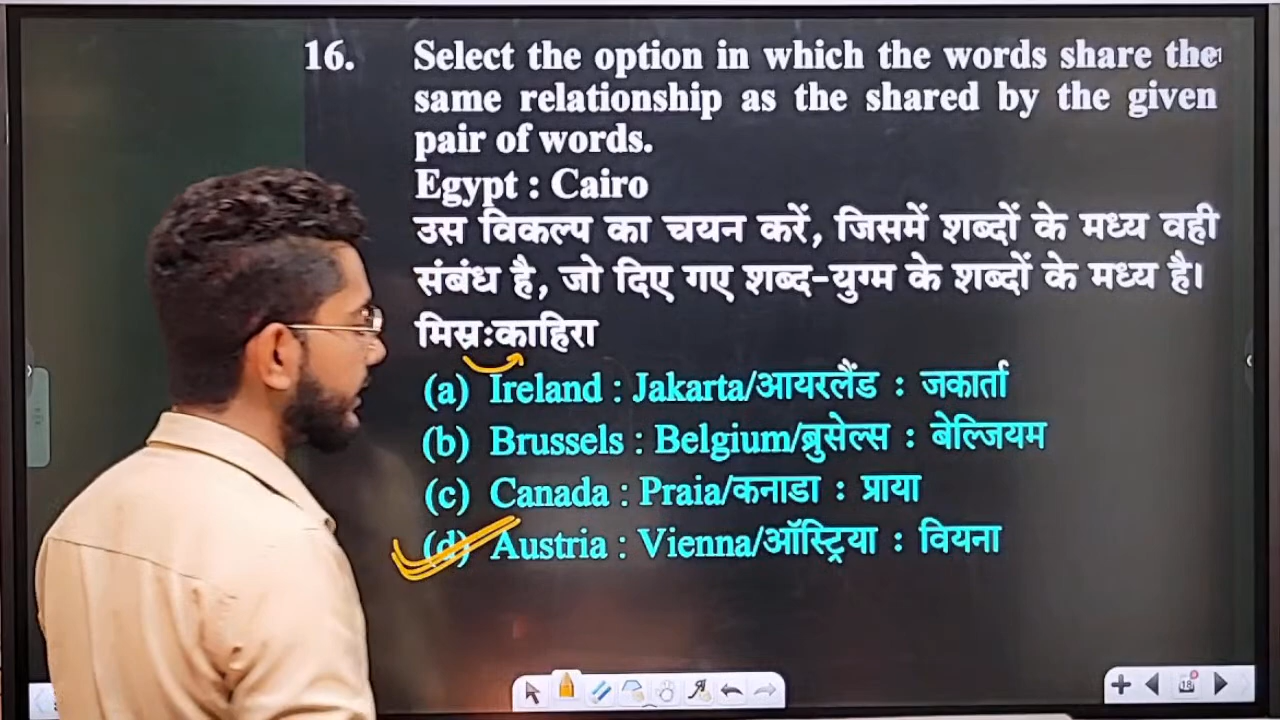 16. Select the option in which the words share the
same relationship as the shared by the given
pair of words.
Egypt : Cairo
उस विकल्प का चयन करें, जिसमें शब्दों के मध्य वही
संबंध है, जो दिए गए शब्द-युग्म के शब्दों के मध्य है।
मिस्रःकाहिरा
(a) Ireland : Jakarta/आयरलैंड : जकार्ता
(b) Brussels : Belgium/ब्रुसेल्स : बेल्जियम
(c) Canada : Praia/कनाडा : प्राया
(d) Austria : Vienna/ऑस्ट्रिया : वियना